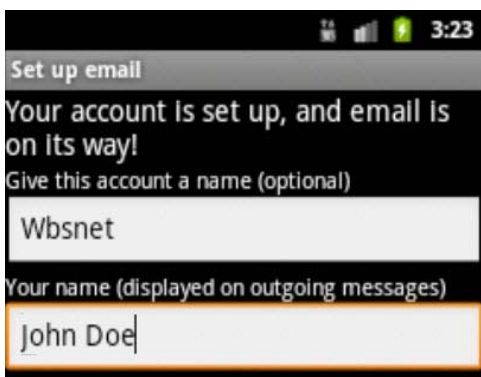 3:23
Set up email
Your account is set up, and email is
on its way!
Give this account a name (optional)
Wbsnet
Your name (displayed on outgoing messages)
John Doe